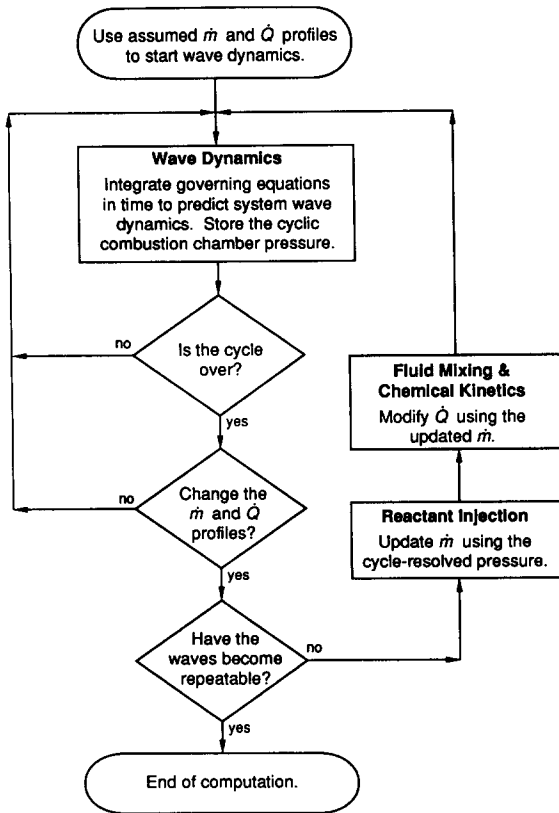 Use assumed ṁ and Q̇ profiles
to start wave dynamics.
Wave Dynamics
Integrate governing equations
in time to predict system wave
dynamics. Store the cyclic
combustion chamber pressure.
no
Is the cycle
over?
yes
no
Change the
ṁ and Q̇
profiles?
yes
Have the
waves become
repeatable?
no
yes
End of computation.
Reactant Injection
Update ṁ using the
cycle-resolved pressure.
Fluid Mixing &
Chemical Kinetics
Modify Q̇ using the
updated ṁ.